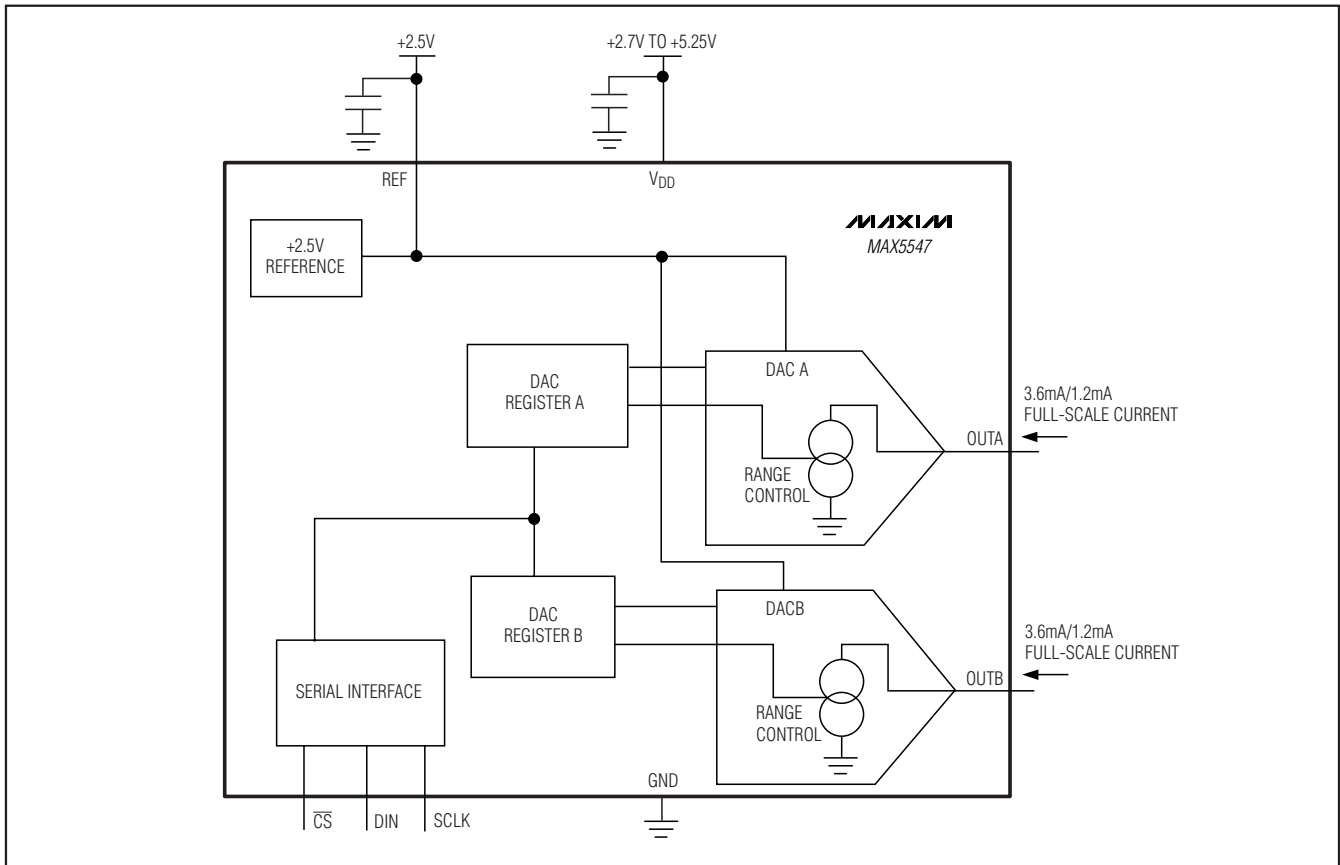 +2.5V
+2.7V TO +5.25V
REF
VDD
MAXIM
MAX5547
+2.5V
REFERENCE
DAC
REGISTER A
DAC A
3.6mA/1.2mA
FULL-SCALE CURRENT
OUTA
RANGE
CONTROL
DAC
REGISTER B
DACB
3.6mA/1.2mA
FULL-SCALE CURRENT
OUTB
RANGE
CONTROL
SERIAL INTERFACE
GND
CS
DIN
SCLK